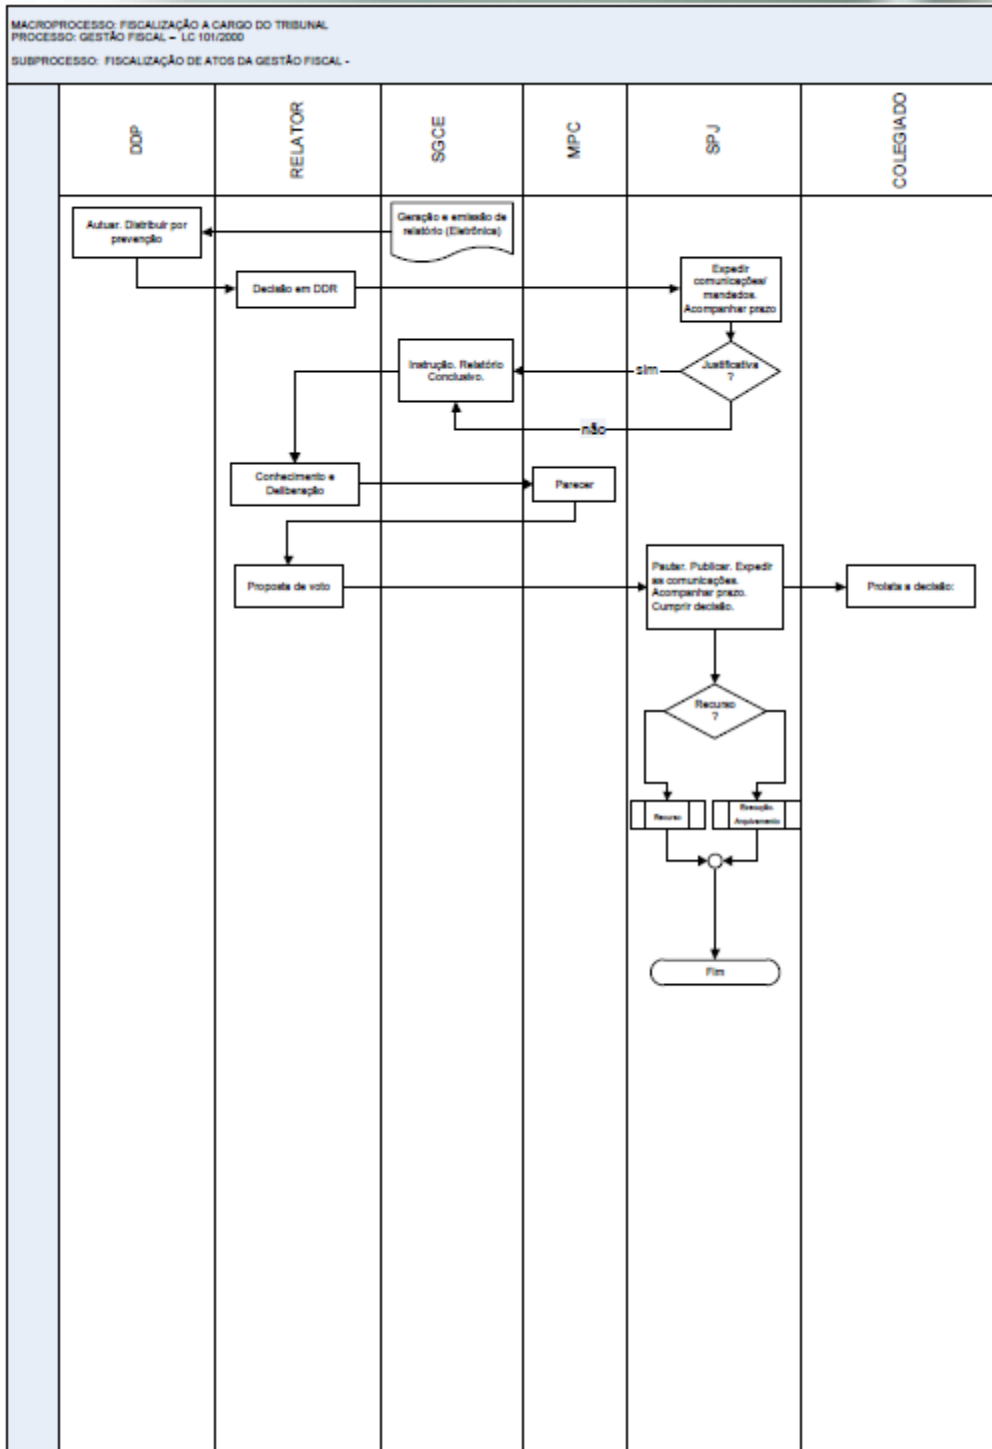 MACROPROCESSO: FISCALIZAÇÃO A CARGO DO TRIBUNAL
PROCESSO: GESTÃO FISCAL – LC 101/2000
SUBPROCESSO: FISCALIZAÇÃO DE ATOS DA GESTÃO FISCAL -
DDP
RELATOR
SGCE
MPC
SPJ
COLEGIADO
Autuar. Distribuir por
prevenção
Geração e emissão de
relatório (Eletrônica)
Decisão em DDR
Expedir
comunicações/
mandados.
Acompanhar prazo
Instrução. Relatório
Conclusivo.
sim
Justificativa
?
não
Conhecimento e
Deliberação
Parecer
Proposta de voto
Pautar. Publicar. Expedir
as comunicações.
Acompanhar prazo.
Cumprir decisão.
Prolata a decisão:
Recurso
?
Recurso
Execução.
Arquivamento
Fim